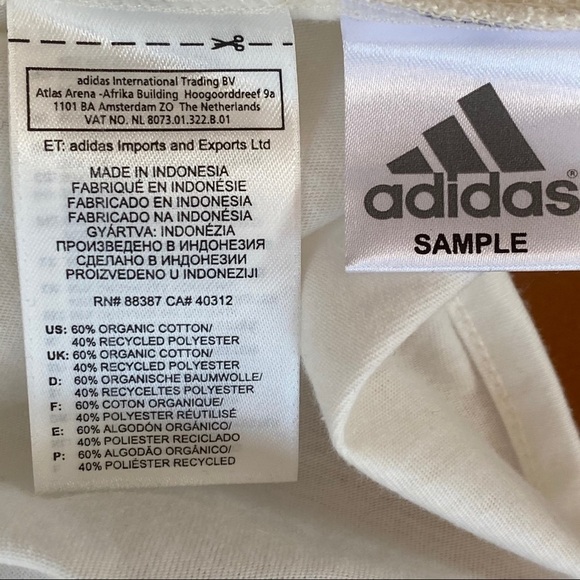 adidas International Trading BV
Atlas Arena -Afrika Building Hoogoorddreef 9a
1101 BA Amsterdam ZO The Netherlands
VAT NO. NL 8073.01.322.B.01
ET: adidas Imports and Exports Ltd
MADE IN INDONESIA
FABRIQUÉ EN INDONÉSIE
FABRICADO EN INDONESIA
FABRICADO NA INDONÉSIA
GYÁRTVA: INDONÉZIA
ПРОИЗВЕДЕНО В ИНДОНЕЗИЯ
СДЕЛАНО В ИНДОНЕЗИИ
PROIZVEDENO V INDONEZIJI
RN# 88387 CA# 40312
US: 60% ORGANIC COTTON/
40% RECYCLED POLYESTER
UK: 60% ORGANIC COTTON/
40% RECYCLED POLYESTER
D: 60% ORGANISCHE BAUMWOLLE/
40% RECYCELTES POLYESTER
F: 60% COTON ORGANIQUE/
40% POLYESTER RÉUTILISÉ
E: 60% ALGODÓN ORGÁNICO/
40% POLIESTER RECICLADO
P: 60% ALGODÃO ORGÂNICO/
40% POLIÉSTER RECYCLED
adidas®
SAMPLE